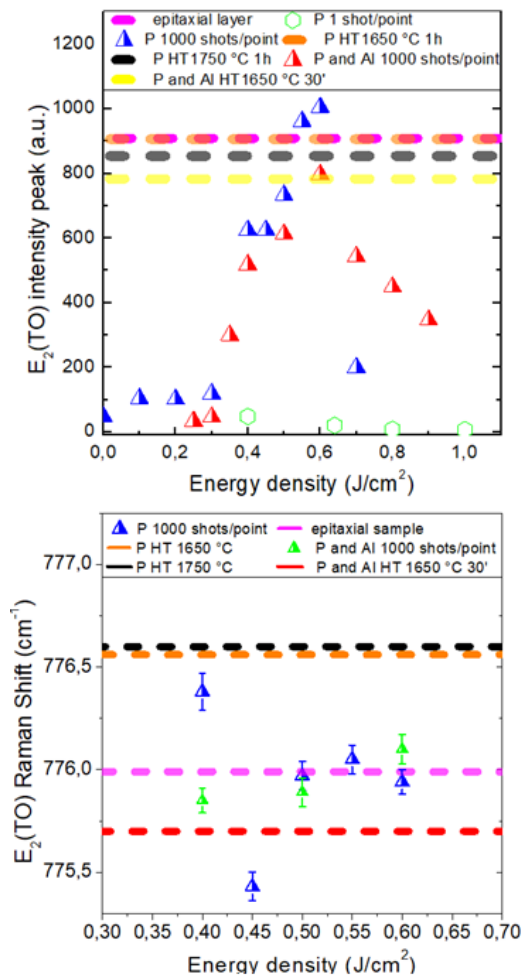 epitaxial layer P 1 shot/point
P 1000 shots/point P HT1650 °C 1h
P HT1750 °C 1h P and Al 1000 shots/point
P and Al HT1650 °C 30'
1200
1000
800
600
400
200
0
E2(TO) intensity peak (a.u.)
0,0 0,2 0,4 0,6 0,8 1,0
Energy density (J/cm2)
P 1000 shots/point epitaxial sample
P HT 1650 °C P and Al 1000 shots/point
P HT 1750 °C P and Al HT 1650 °C 30'
777,0
776,5
776,0
775,5
E2(TO) Raman Shift (cm-1)
0,30 0,35 0,40 0,45 0,50 0,55 0,60 0,65 0,70
Energy density (J/cm2)